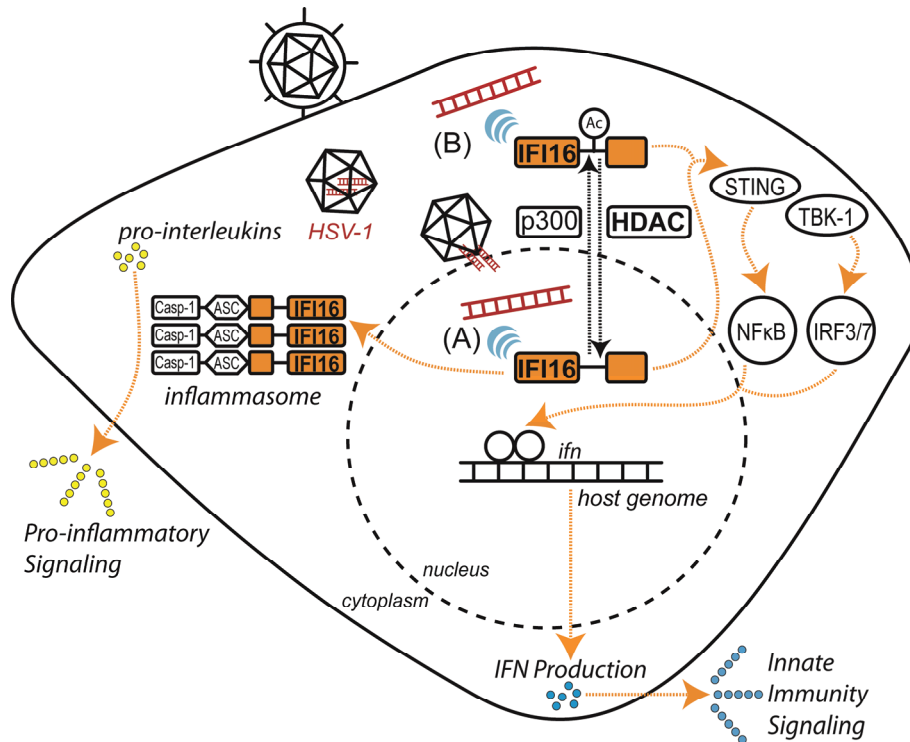 (B)
Ac
IFI16
STING
TBK-1
p300
HDAC
HSV-1
pro-interleukins
Casp-1 ASC IFI16
Casp-1 ASC IFI16
Casp-1 ASC IFI16
inflammasome
(A)
IFI16
NFκB
IRF3/7
ifn
host genome
Pro-inflammatory
Signaling
nucleus
cytoplasm
IFN Production
Innate
Immunity
Signaling